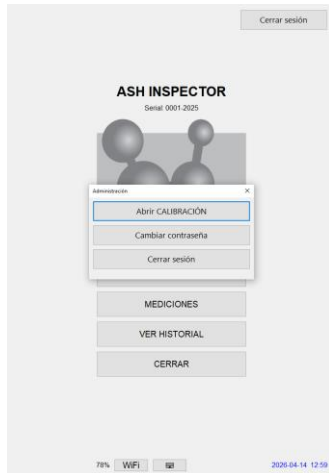 Cerrar sesión
ASH INSPECTOR
Serial: 0001-2025
Administración
Abrir CALIBRACIÓN
Cambiar contraseña
Cerrar sesión
MEDICIONES
VER HISTORIAL
CERRAR
78% WiFi
2026-04-14 12:59